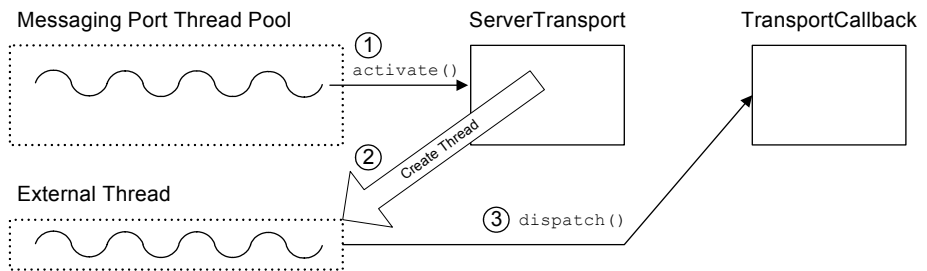 Messaging Port Thread Pool
ServerTransport
TransportCallback
1
activate()
2
Create Thread
External Thread
3 dispatch()